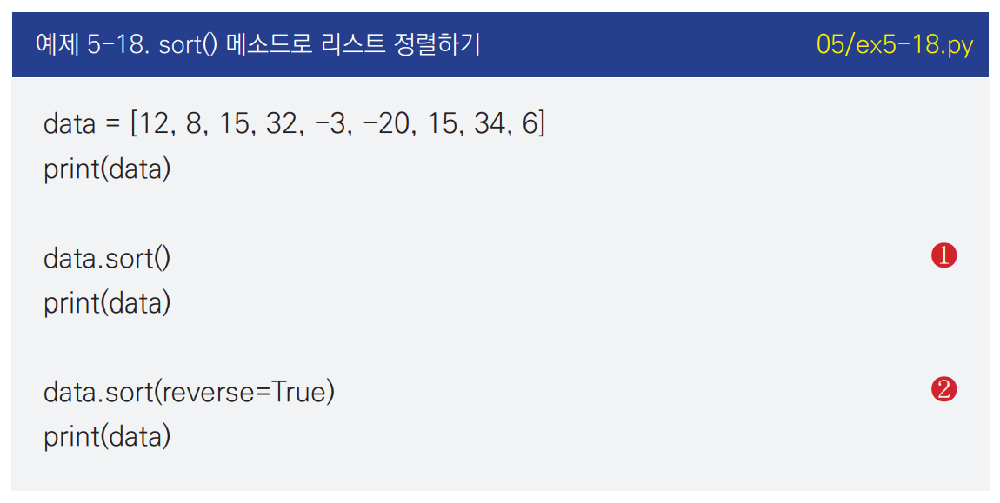 예제 5-18. sort() 메소드로 리스트 정렬하기 05/ex5-18.py
data = [12, 8, 15, 32, -3, -20, 15, 34, 6]
print(data)
data.sort() ❶
print(data)
data.sort(reverse=True) ❷
print(data)